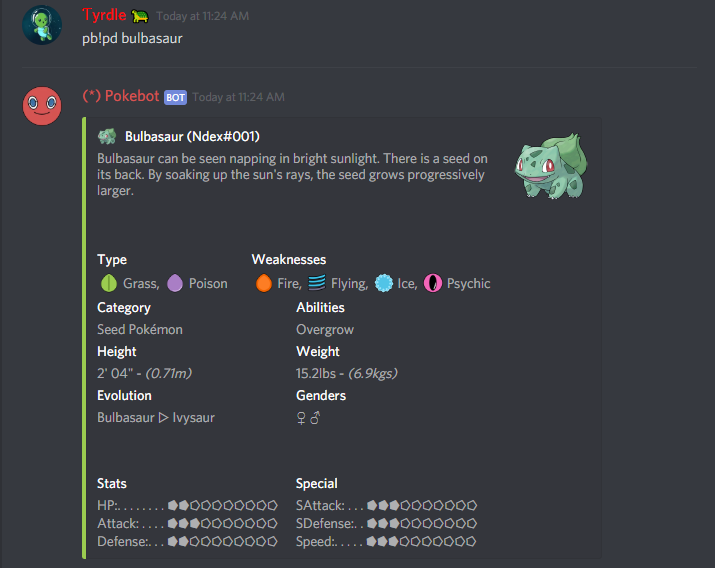 Tyrdle Today at 11:24 AM
pb!pd bulbasaur
(*) Pokebot BOT Today at 11:24 AM
Bulbasaur (Ndex#001)
Bulbasaur can be seen napping in bright sunlight. There is a seed on
its back. By soaking up the sun's rays, the seed grows progressively
larger.
Type Weaknesses
Grass, Poison Fire, Flying, Ice, Psychic
Category Abilities
Seed Pokémon Overgrow
Height Weight
2' 04" - (0.71m) 15.2lbs - (6.9kgs)
Evolution Genders
Bulbasaur ▷ Ivysaur ♀♂
Stats Special
HP:. . . . . . . . ⬟⬟⬠⬠⬠⬠⬠⬠⬠⬠ SAttack: . . . ⬟⬟⬟⬠⬠⬠⬠⬠⬠⬠
Attack: . . . . ⬟⬟⬟⬠⬠⬠⬠⬠⬠⬠ SDefense:. . ⬟⬟⬟⬠⬠⬠⬠⬠⬠⬠
Defense:. . . ⬟⬟⬠⬠⬠⬠⬠⬠⬠⬠ Speed:. . . . . ⬟⬟⬟⬠⬠⬠⬠⬠⬠⬠